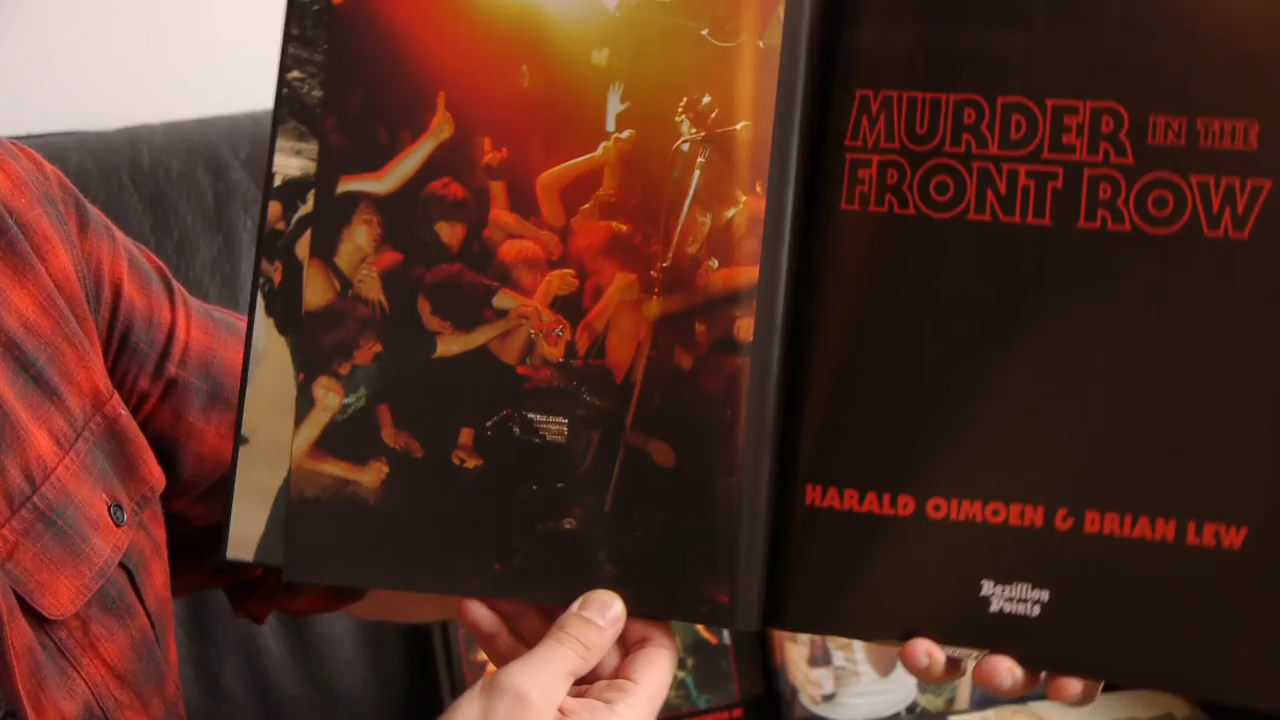 MURDER IN THE
FRONT ROW
HARALD OIMOEN & BRIAN LEW
Bazillion
Points